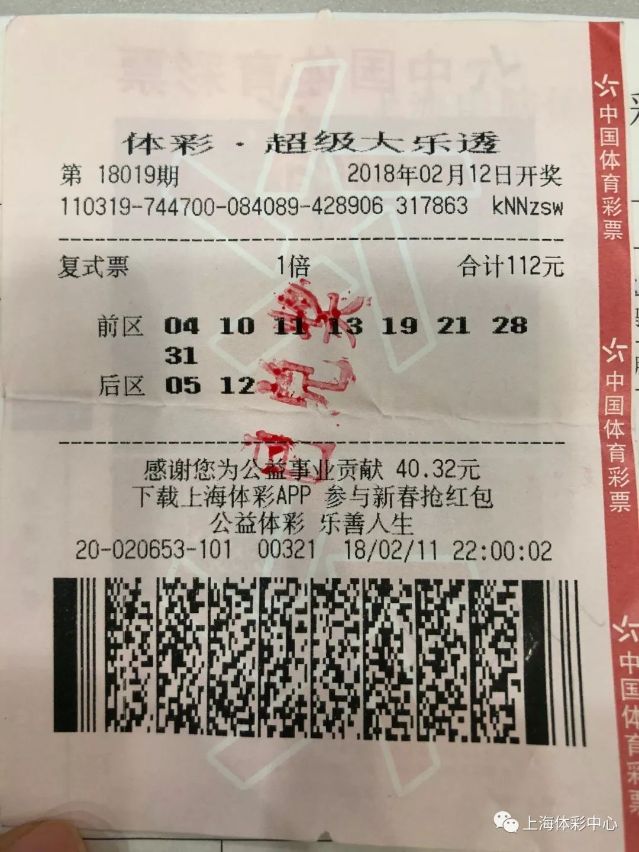 体彩·超级大乐透
第 18019期 2018年02月12日开奖
110319-744700-084089-428906 317863 kNNzsw
复式票 1倍 合计112元
前区 04 10 11 13 19 21 28
31
后区 05 12
已兑奖
感谢您为公益事业贡献 40.32元
下载上海体彩APP 参与新春抢红包
公益体彩 乐善人生
20-020653-101 00321 18/02/11 22:00:02
中国体育彩票
中国体育彩票
中国体育彩票
上海体彩中心